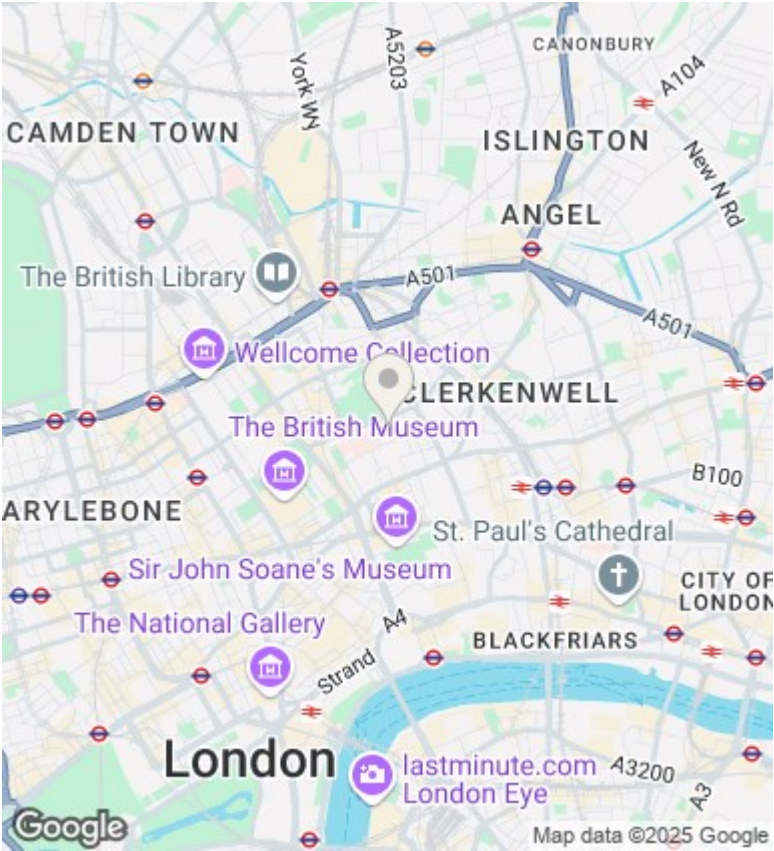 CANONBURY
A5203
York Wy
A104
CAMDEN TOWN
ISLINGTON
New N Rd
ANGEL
The British Library
A501
A501
Wellcome Collection
CLERKENWELL
The British Museum
B100
ARYLEBONE
St. Paul's Cathedral
Sir John Soane's Museum
CITY OF
LONDON
The National Gallery
A4
BLACKFRIARS
Strand
London
lastminute.com
London Eye
A3200
A3
Google
Map data ©2025 Google